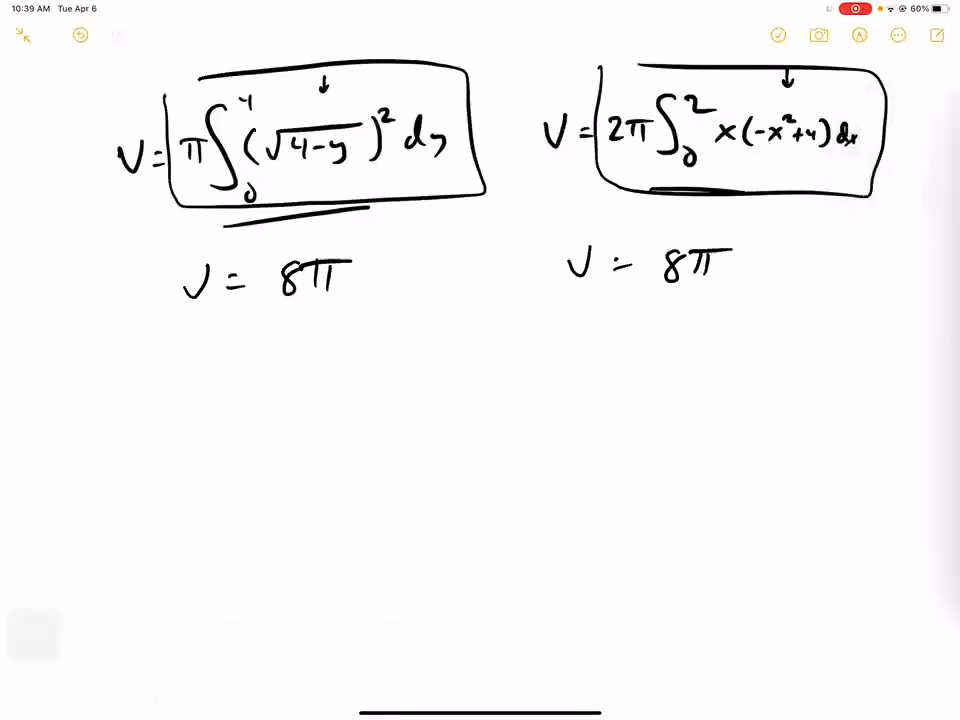 10:39 AM Tue Apr 6 60%
V = π∫₀⁴ (√(4-y))² dy
V = 2π∫₀² x(-x²+4) dx
V = 8π
V = 8π